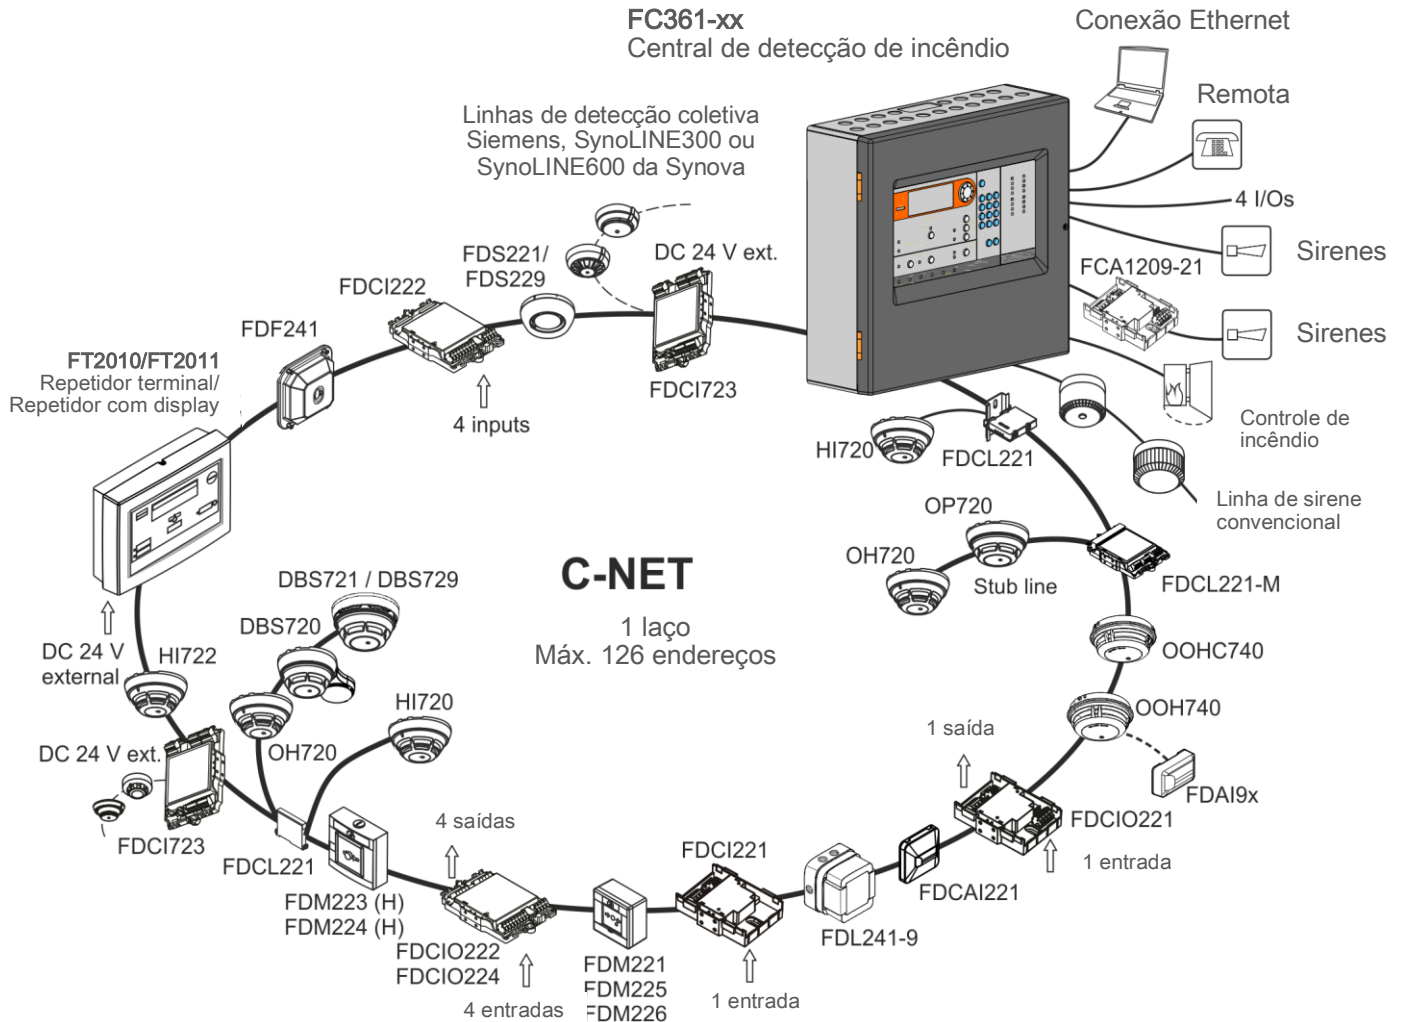 FC361-xx
Central de detecção de incêndio
Conexão Ethernet
Remota
4 I/Os
Sirenes
FCA1209-21
Sirenes
Controle de
incêndio
Linha de sirene
convencional
Linhas de detecção coletiva
Siemens, SynoLINE300 ou
SynoLINE600 da Synova
DC 24 V ext.
FDS221/
FDS229
FDCI222
FDCI723
4 inputs
FDF241
FT2010/FT2011
Repetidor terminal/
Repetidor com display
HI720
FDCL221
OP720
OH720
Stub line
FDCL221-M
C-NET
1 laço
Máx. 126 endereços
DBS721 / DBS729
DBS720
HI722
DC 24 V
external
HI720
OH720
DC 24 V ext.
FDCI723
FDCL221
FDM223 (H)
FDM224 (H)
4 saídas
FDCIO222
FDCIO224
4 entradas
FDM221
FDM225
FDM226
FDCI221
1 entrada
FDL241-9
FDCAI221
1 saída
FDCIO221
1 entrada
OOHC740
OOH740
FDAI9x